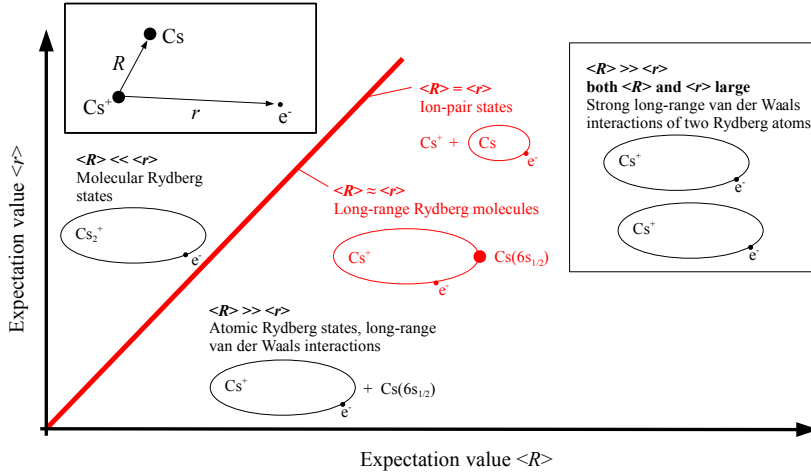 Cs
R
Cs⁺
r
e⁻
<R> = <r>
Ion-pair states
Cs⁺ + Cs
e⁻
<R> >> <r>
both <R> and <r> large
Strong long-range van der Waals
interactions of two Rydberg atoms
Cs⁺
e⁻
Cs⁺
e⁻
<R> << <r>
Molecular Rydberg
states
Cs₂⁺
e⁻
<R> ≈ <r>
Long-range Rydberg molecules
Cs⁺
Cs(6s₁/₂)
e⁻
<R> >> <r>
Atomic Rydberg states, long-range
van der Waals interactions
Cs⁺
+ Cs(6s₁/₂)
e⁻
Expectation value <r>
Expectation value <R>